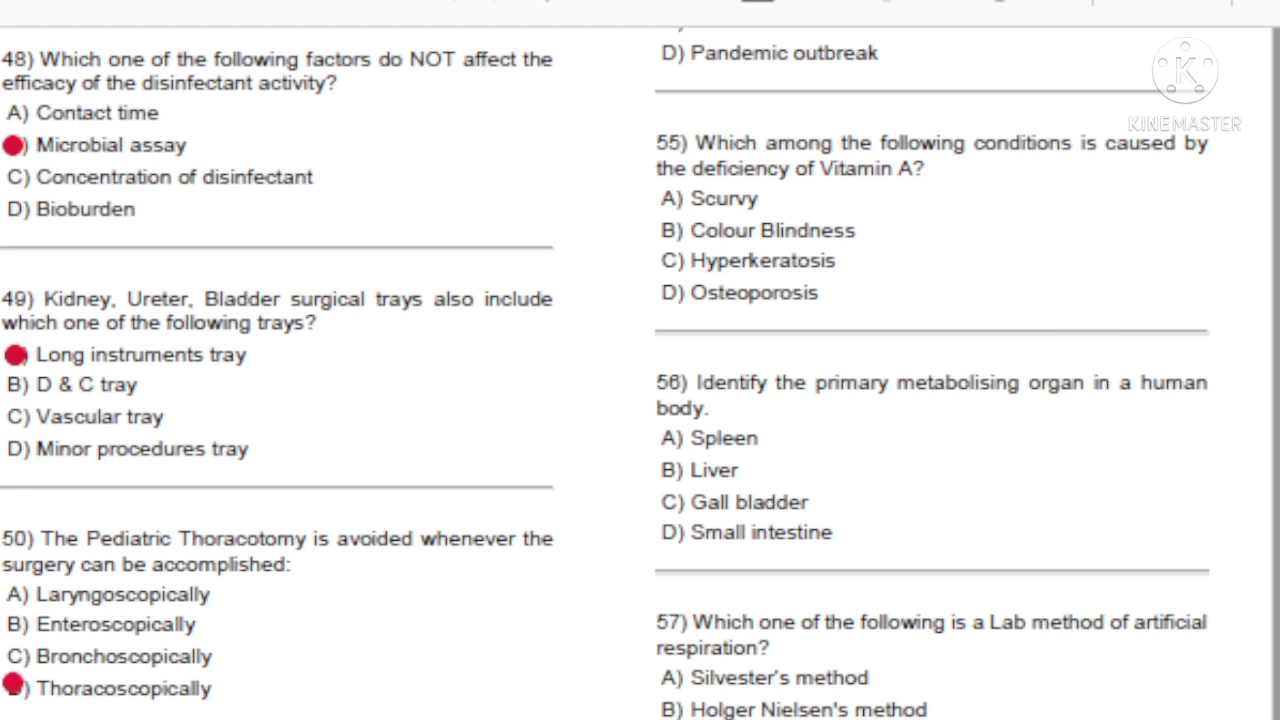 48) Which one of the following factors do NOT affect the
efficacy of the disinfectant activity?
A) Contact time
) Microbial assay
C) Concentration of disinfectant
D) Bioburden
49) Kidney, Ureter, Bladder surgical trays also include
which one of the following trays?
Long instruments tray
B) D & C tray
C) Vascular tray
D) Minor procedures tray
50) The Pediatric Thoracotomy is avoided whenever the
surgery can be accomplished:
A) Laryngoscopically
B) Enteroscopically
C) Bronchoscopically
) Thoracoscopically
D) Pandemic outbreak
55) Which among the following conditions is caused by
the deficiency of Vitamin A?
A) Scurvy
B) Colour Blindness
C) Hyperkeratosis
D) Osteoporosis
56) Identify the primary metabolising organ in a human
body.
A) Spleen
B) Liver
C) Gall bladder
D) Small intestine
57) Which one of the following is a Lab method of artificial
respiration?
A) Silvester's method
B) Holger Nielsen's method
K
KINEMASTER